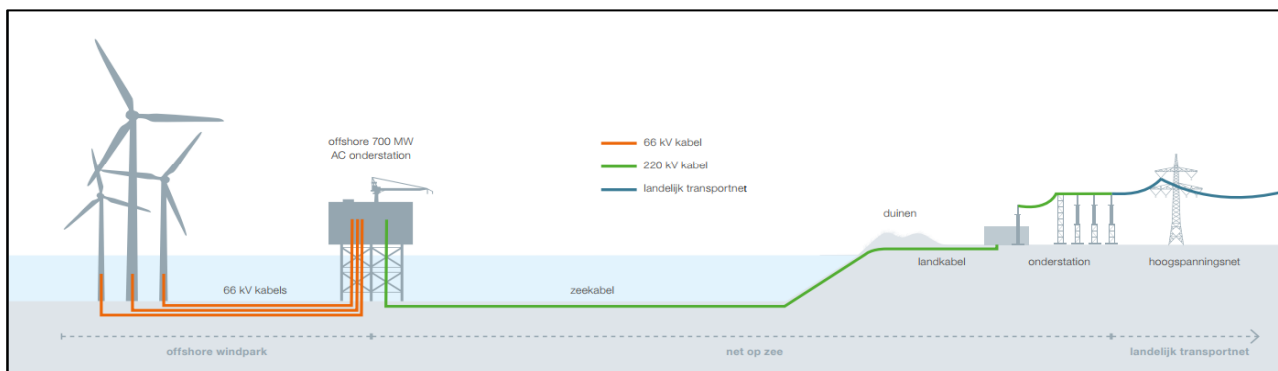 offshore 700 MW
AC onderstation
66 kV kabel
220 kV kabel
landelijk transportnet
duinen
landkabel
onderstation
hoogspanningsnet
66 kV kabels
zeekabel
offshore windpark
net op zee
landelijk transportnet